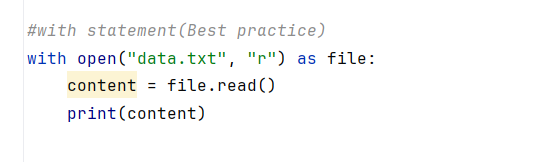 #with statement(Best practice)
with open("data.txt", "r") as file:
    content = file.read()
    print(content)